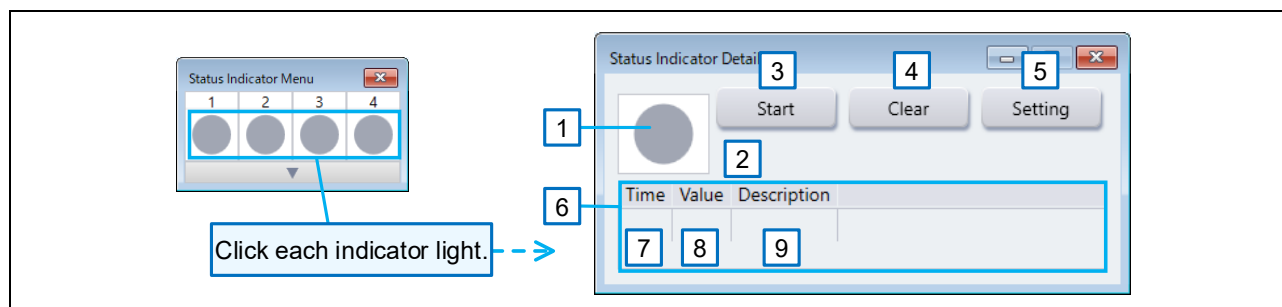 Status Indicator Menu
1 2 3 4
Click each indicator light.
Status Indicator Detail
3 4 5
Start Clear Setting
1
2
6
Time Value Description
7 8 9